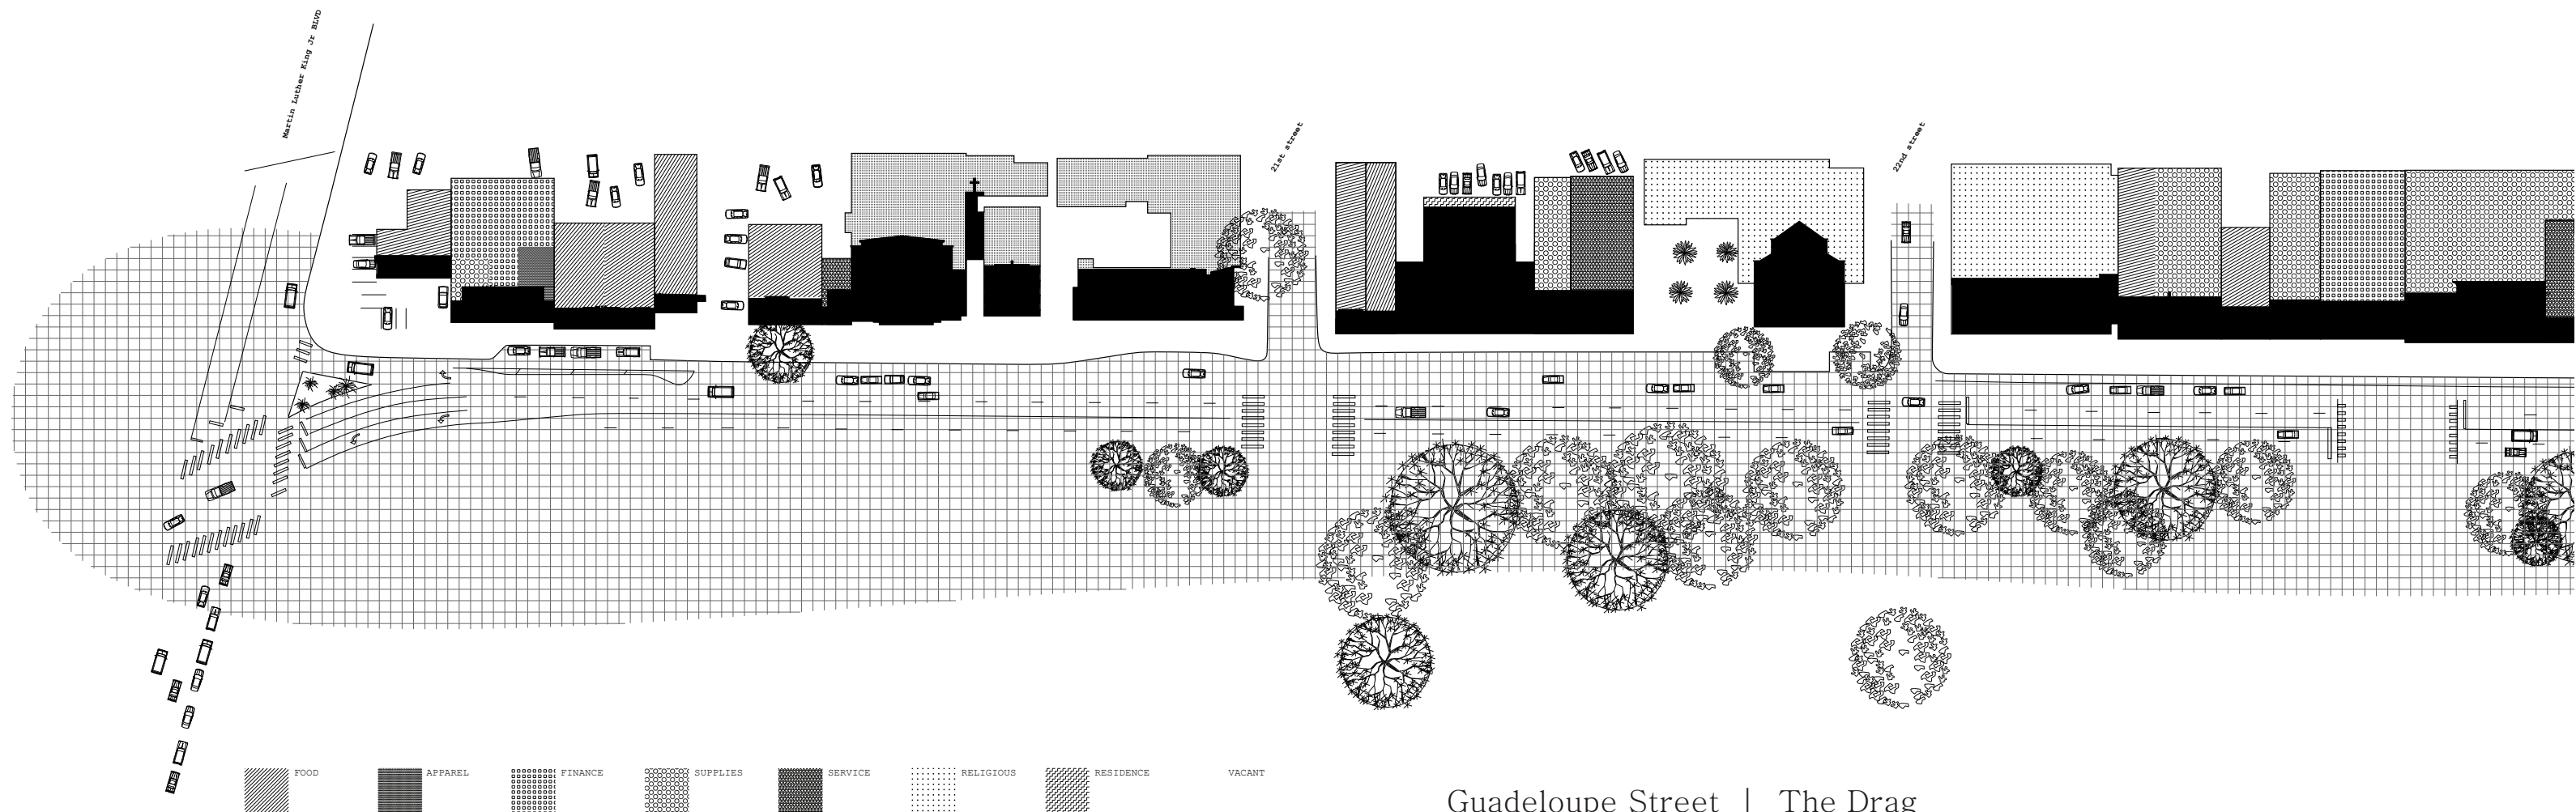 Martin Luther King Jr BLVD
21st street
22nd street
FOOD
APPAREL
FINANCE
SUPPLIES
SERVICE
RELIGIOUS
RESIDENCE
VACANT
Guadeloupe Street | The Drag